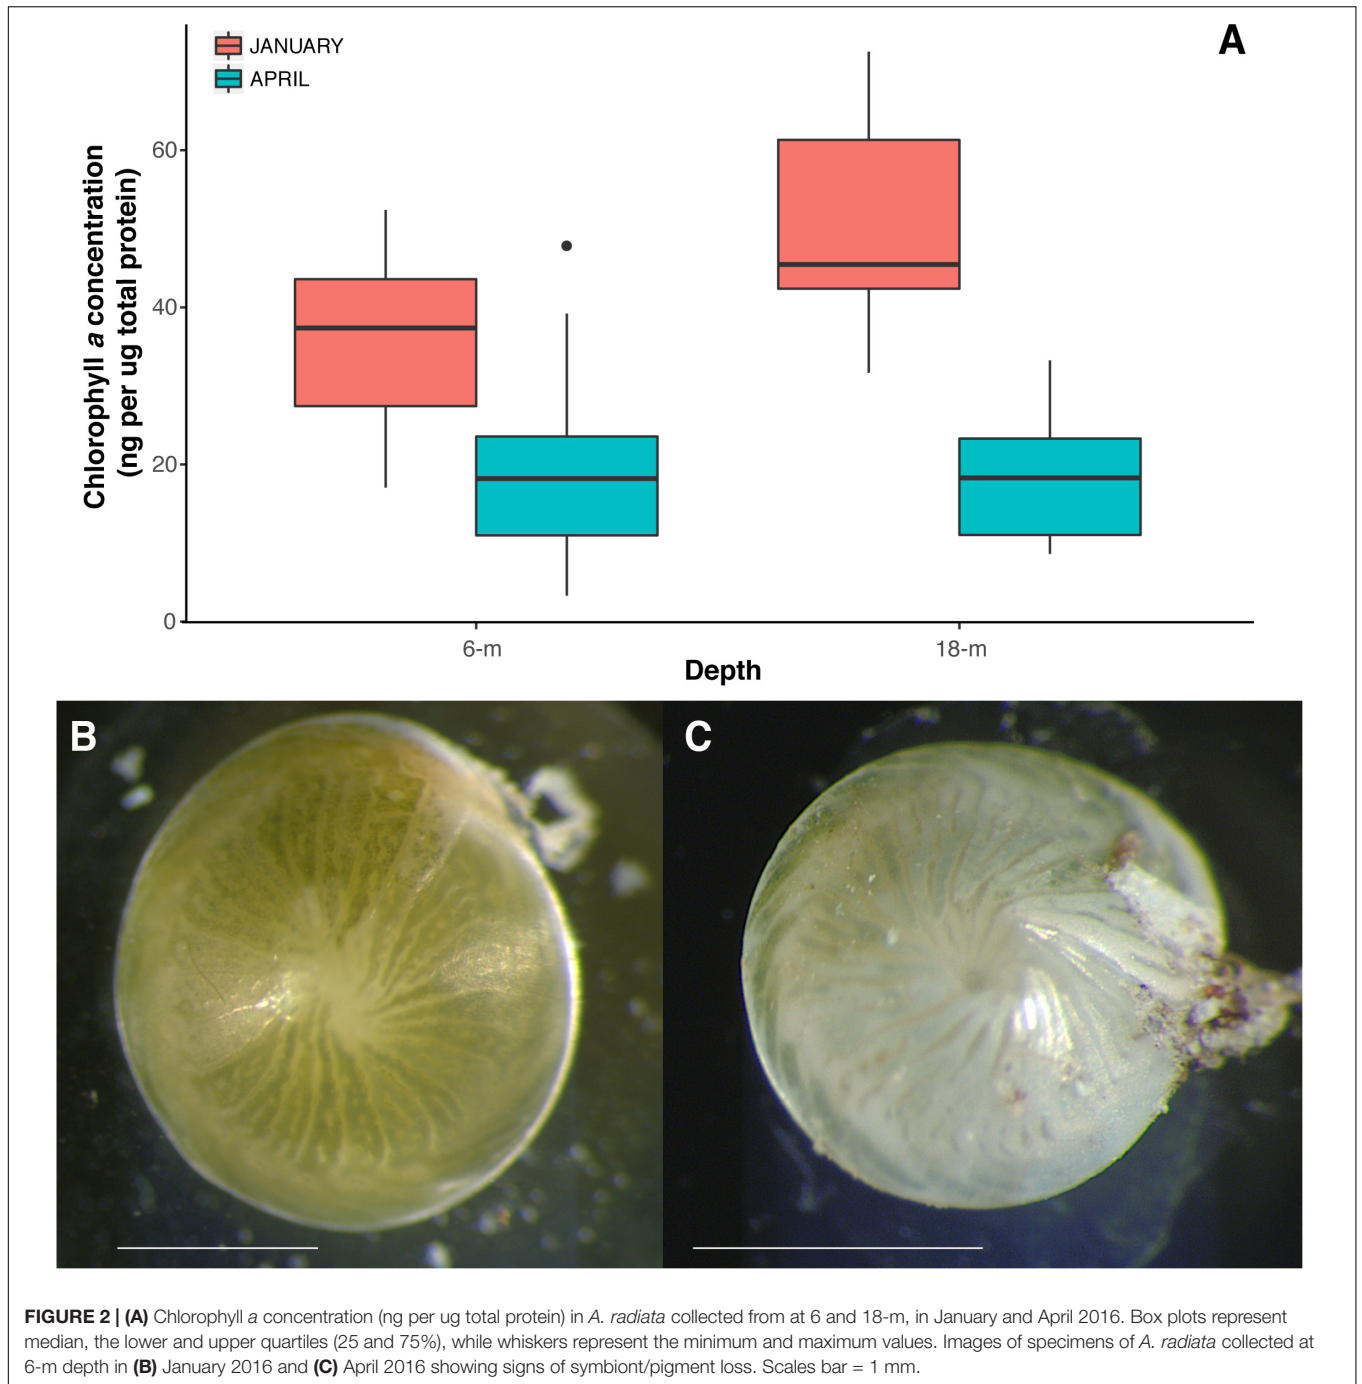 A
JANUARY
APRIL
Chlorophyll a concentration
(ng per ug total protein)
60
40
20
0
6-m
18-m
Depth
B
C
FIGURE 2 | (A) Chlorophyll a concentration (ng per ug total protein) in A. radiata collected from at 6 and 18-m, in January and April 2016. Box plots represent
median, the lower and upper quartiles (25 and 75%), while whiskers represent the minimum and maximum values. Images of specimens of A. radiata collected at
6-m depth in (B) January 2016 and (C) April 2016 showing signs of symbiont/pigment loss. Scales bar = 1 mm.